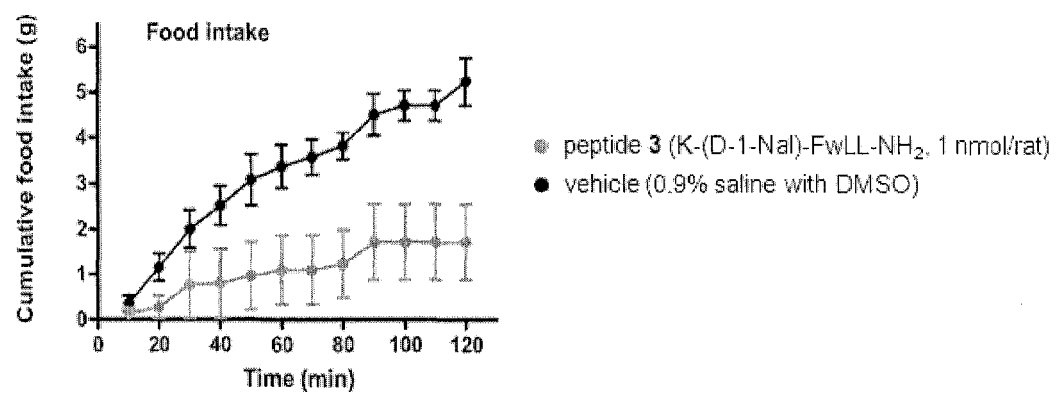 Food intake
Cumulative food intake (g)
6
5
4
3
2
1
0
0 20 40 60 80 100 120
Time (min)
peptide 3 (K-(D-1-Nal)-FwLL-NH₂, 1 nmol/rat)
vehicle (0.9% saline with DMSO)